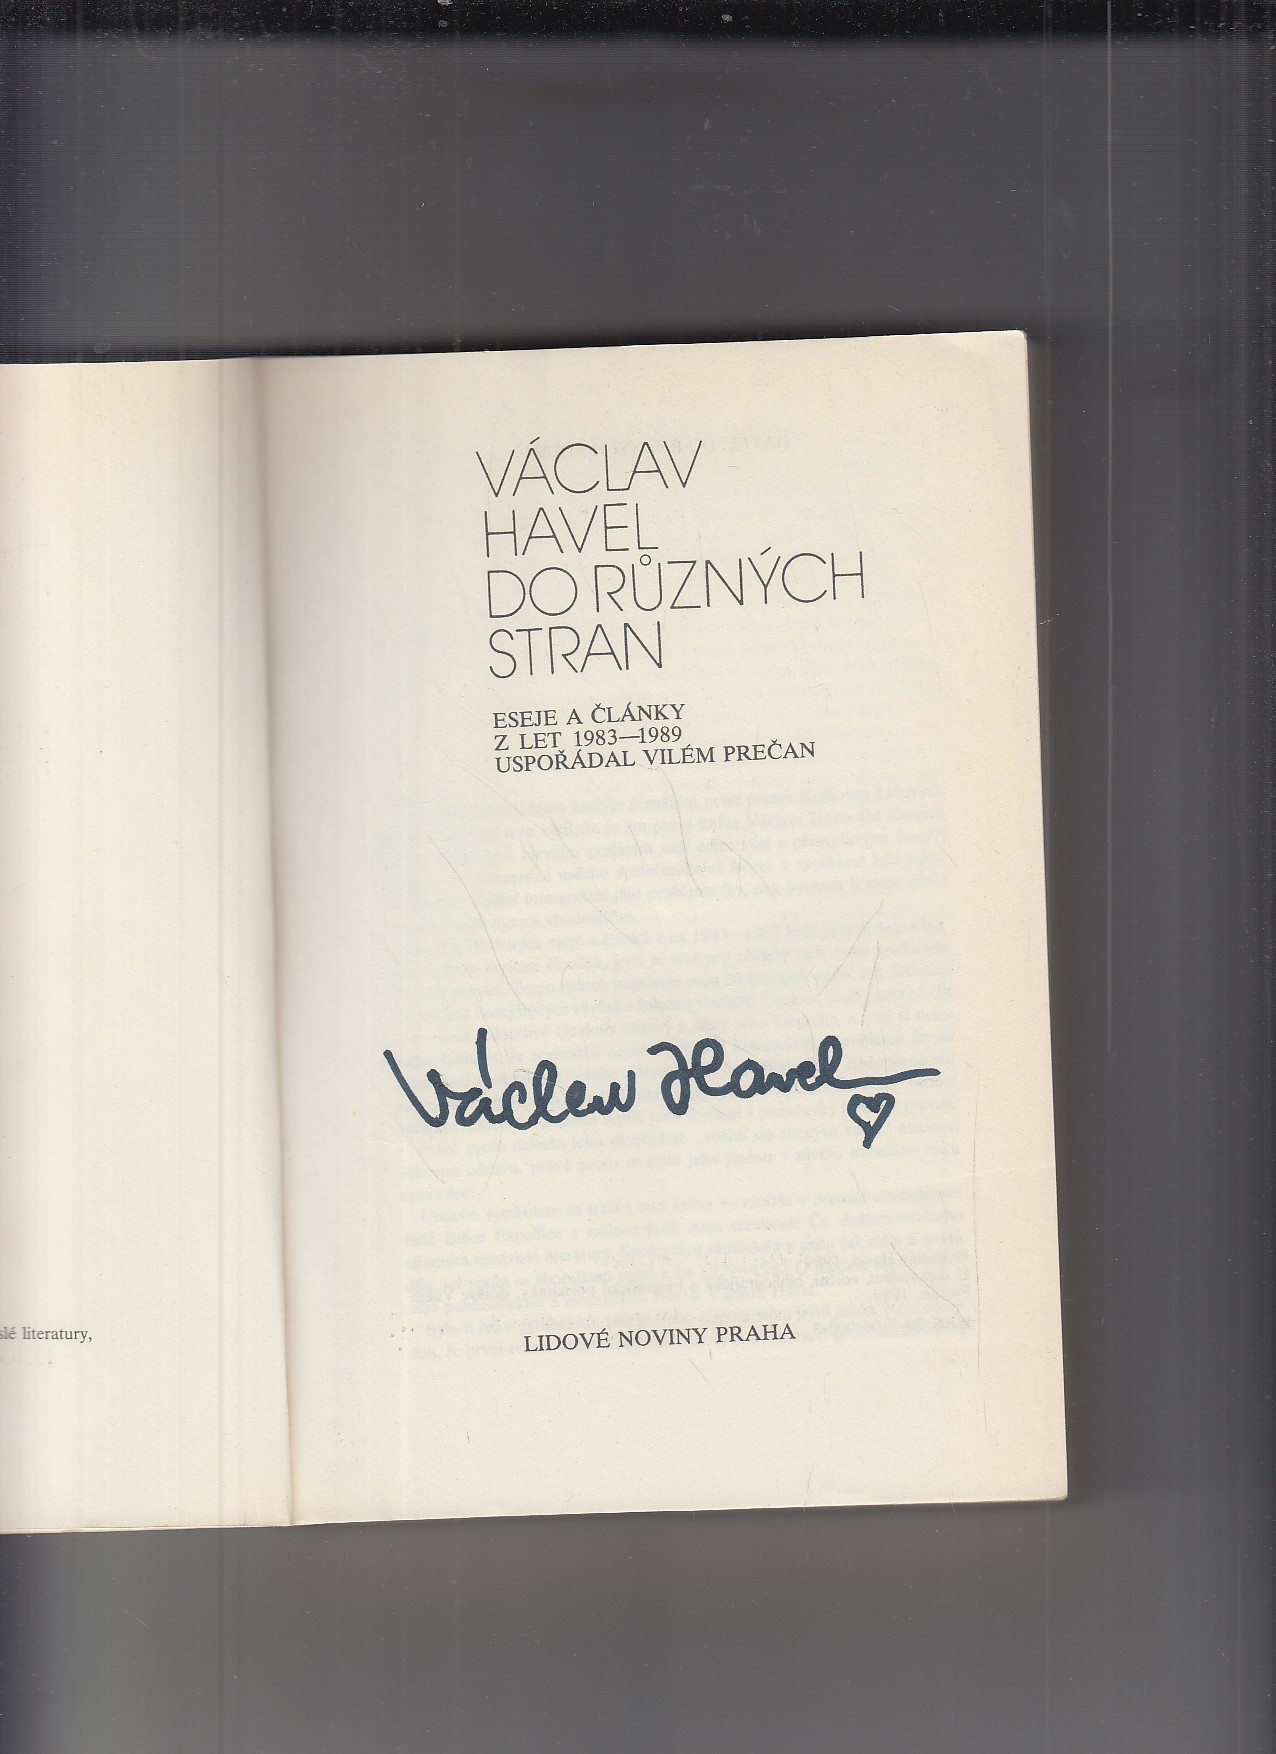 VÁCLAV
HAVEL
DO RŮZNÝCH
STRAN
ESEJE A ČLÁNKY
Z LET 1983—1989
USPOŘÁDAL VILÉM PREČAN
Václav Havel
LIDOVÉ NOVINY PRAHA
literatury,